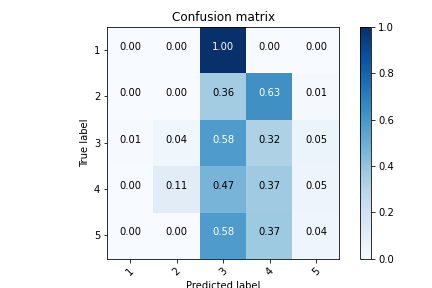 Confusion matrix
1.0
1 0.00 0.00 1.00 0.00 0.00
0.8
2 0.00 0.00 0.36 0.63 0.01
0.6
True label
3 0.01 0.04 0.58 0.32 0.05
0.4
4 0.00 0.11 0.47 0.37 0.05
0.2
5 0.00 0.00 0.58 0.37 0.04
0.0
1 2 3 4 5
Predicted label